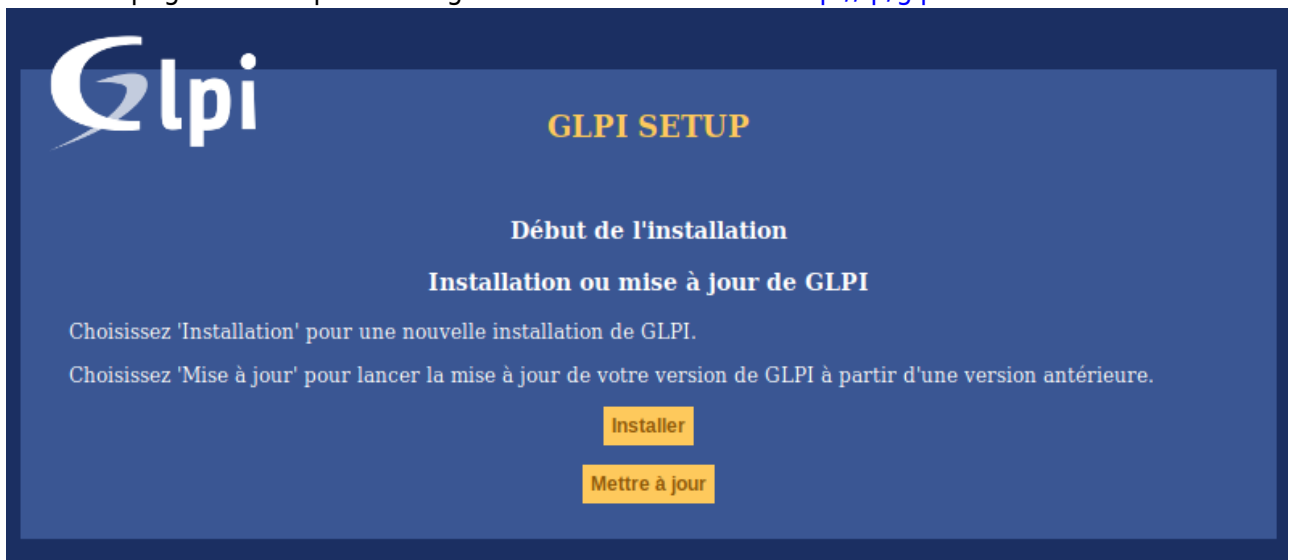 Glpi
GLPI SETUP
Début de l'installation
Installation ou mise à jour de GLPI
Choisissez 'Installation' pour une nouvelle installation de GLPI.
Choisissez 'Mise à jour' pour lancer la mise à jour de votre version de GLPI à partir d'une version antérieure.
Installer
Mettre à jour